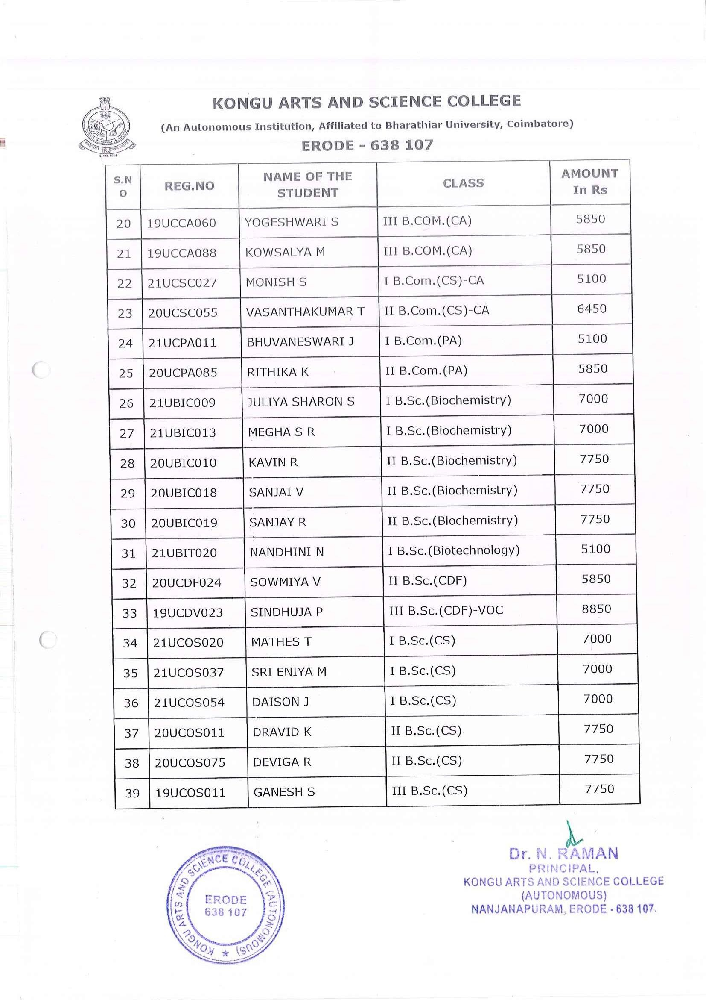 KONGU ARTS AND SCIENCE COLLEGE
(An Autonomous Institution, Affiliated to Bharathiar University, Coimbatore)
ERODE - 638 107
KONGU ARTS AND SCIENCE COLLEGE
ERODE
Since 1994
S.N
O
REG.NO
NAME OF THE
STUDENT
CLASS
AMOUNT
In Rs
20 19UCCA060 YOGESHWARI S III B.COM.(CA) 5850
21 19UCCA088 KOWSALYA M III B.COM.(CA) 5850
22 21UCSC027 MONISH S I B.Com.(CS)-CA 5100
23 20UCSC055 VASANTHAKUMAR T II B.Com.(CS)-CA 6450
24 21UCPA011 BHUVANESWARI J I B.Com.(PA) 5100
25 20UCPA085 RITHIKA K II B.Com.(PA) 5850
26 21UBIC009 JULIYA SHARON S I B.Sc.(Biochemistry) 7000
27 21UBIC013 MEGHA S R I B.Sc.(Biochemistry) 7000
28 20UBIC010 KAVIN R II B.Sc.(Biochemistry) 7750
29 20UBIC018 SANJAI V II B.Sc.(Biochemistry) 7750
30 20UBIC019 SANJAY R II B.Sc.(Biochemistry) 7750
31 21UBIT020 NANDHINI N I B.Sc.(Biotechnology) 5100
32 20UCDF024 SOWMIYA V II B.Sc.(CDF) 5850
33 19UCDV023 SINDHUJA P III B.Sc.(CDF)-VOC 8850
34 21UCOS020 MATHES T I B.Sc.(CS) 7000
35 21UCOS037 SRI ENIYA M I B.Sc.(CS) 7000
36 21UCOS054 DAISON J I B.Sc.(CS) 7000
37 20UCOS011 DRAVID K II B.Sc.(CS) 7750
38 20UCOS075 DEVIGA R II B.Sc.(CS) 7750
39 19UCOS011 GANESH S III B.Sc.(CS) 7750
KONGU ARTS AND SCIENCE COLLEGE (AUTONOMOUS)
ERODE
638 107
Dr. N. RAMAN
PRINCIPAL,
KONGU ARTS AND SCIENCE COLLEGE
(AUTONOMOUS)
NANJANAPURAM, ERODE - 638 107.